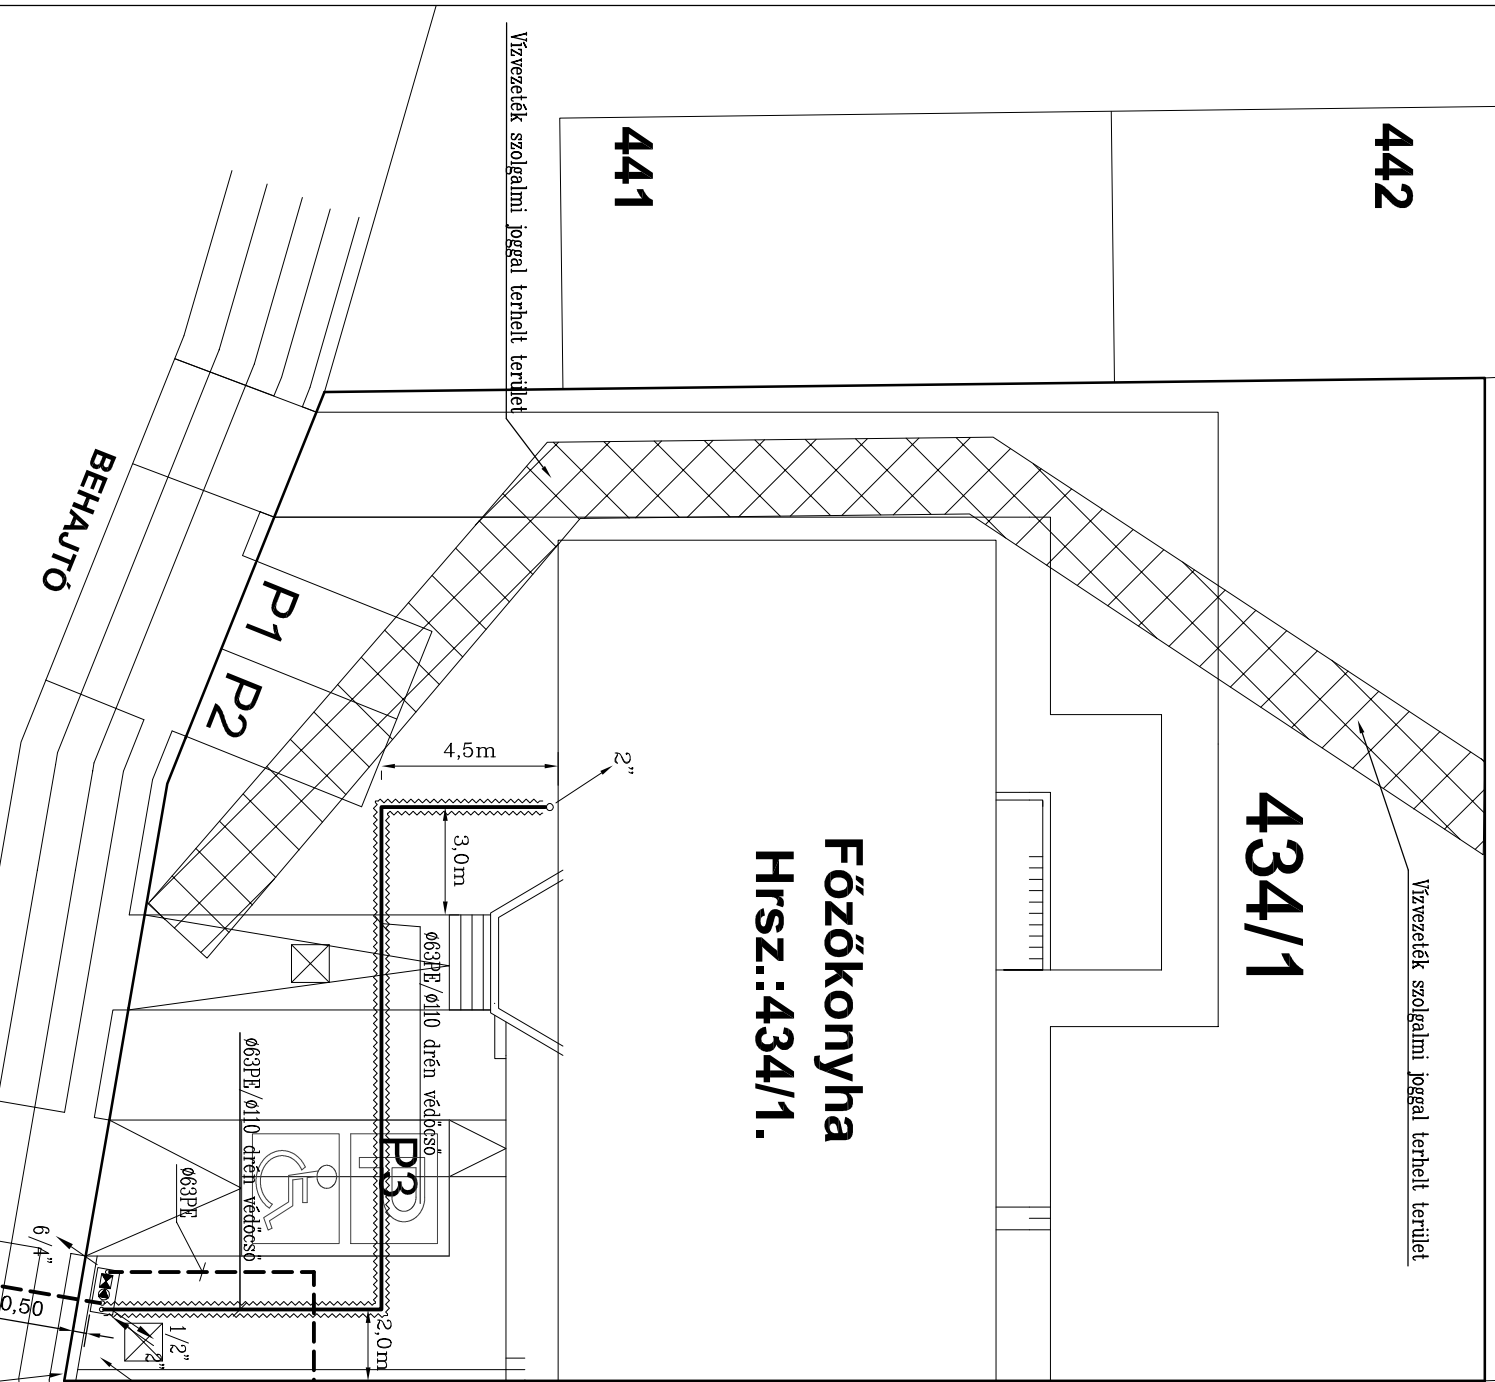 442
441
Vízvezeték szolgalmi joggal terhelt terület
434/1
Vízvezeték szolgalmi joggal terhelt terület
Főzőkonyha
Hrsz.:434/1.
BEHAJTÓ
P1
P2
4,5m
2"
3,0m
ø63PE/ø110 drén védőcső
P3
ø63PE/ø110 drén védőcső
ø63PE
6/4"
0,50
1/2"
2"
2,0m